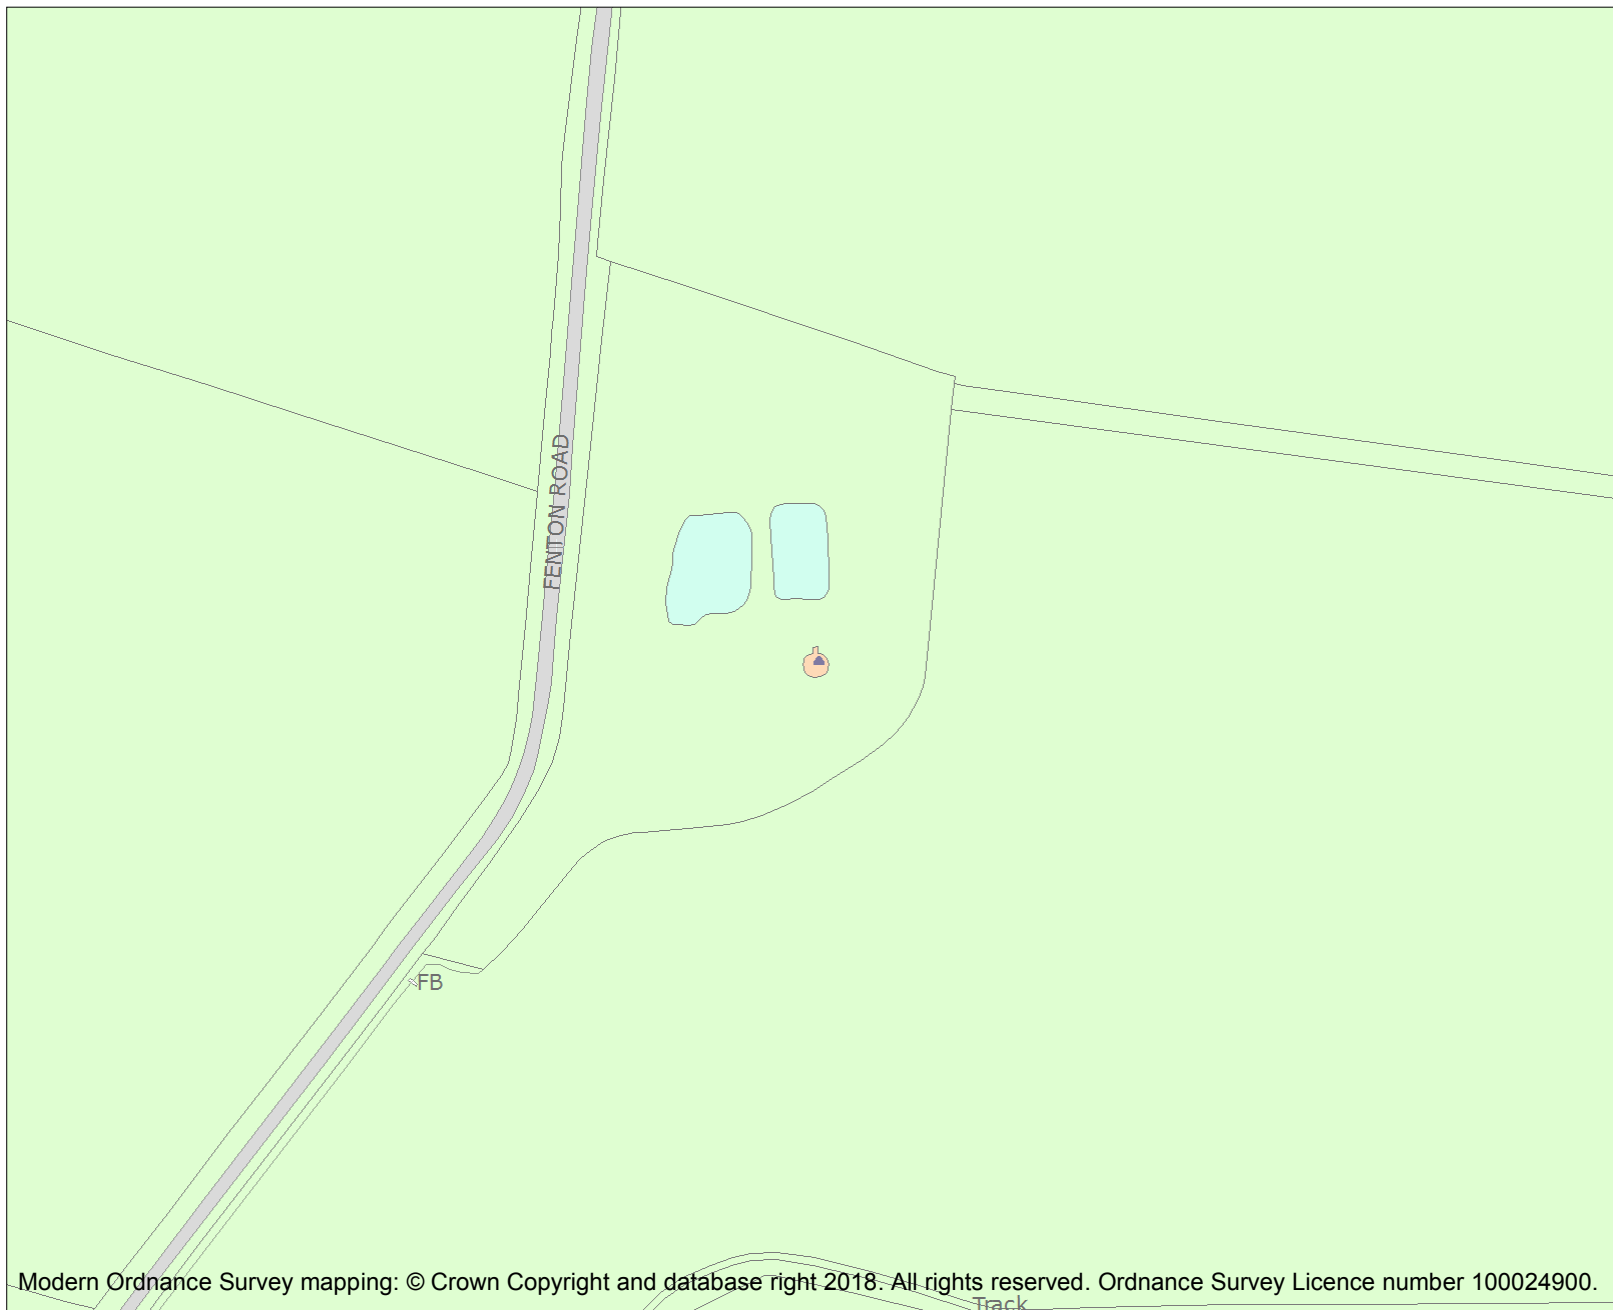 FENTON ROAD
FB
Modern Ordnance Survey mapping: © Crown Copyright and database right 2018. All rights reserved. Ordnance Survey Licence number 100024900.
Track